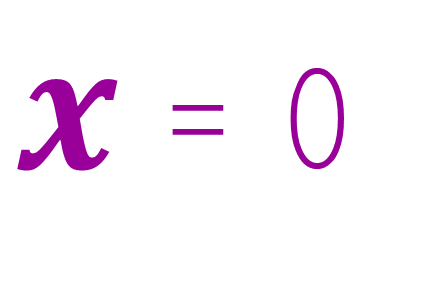 x = 0